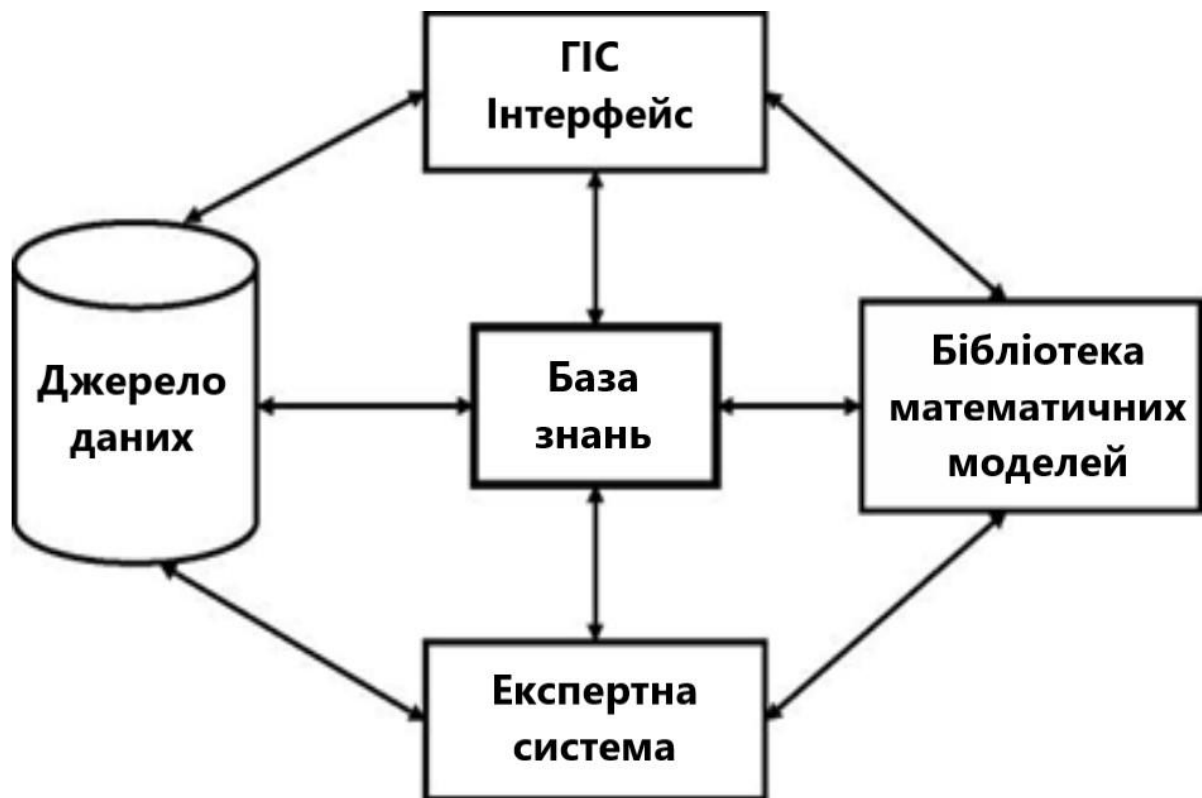 ГІС
Інтерфейс
Джерело
даних
База
знань
Бібліотека
математичних
моделей
Експертна
система